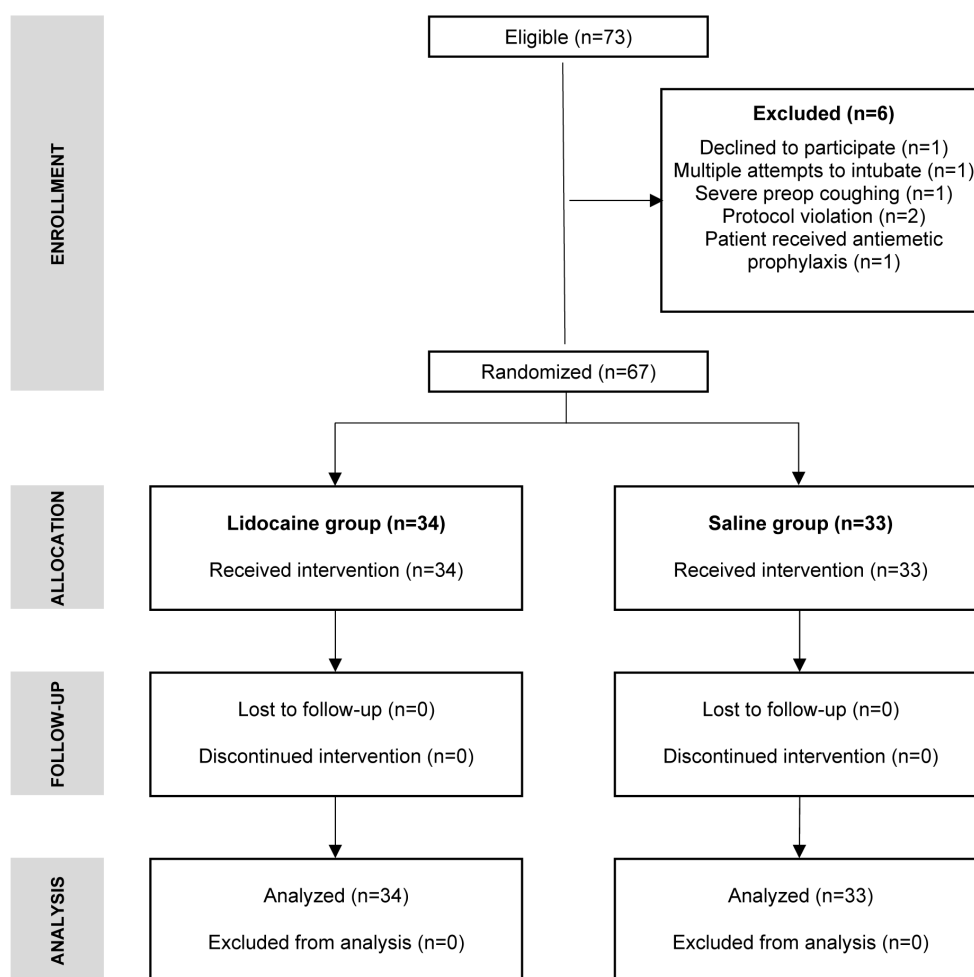 ENROLLMENT
Eligible (n=73)
Excluded (n=6)
Declined to participate (n=1)
Multiple attempts to intubate (n=1)
Severe preop coughing (n=1)
Protocol violation (n=2)
Patient received antiemetic
prophylaxis (n=1)
Randomized (n=67)
ALLOCATION
Lidocaine group (n=34)
Received intervention (n=34)
Saline group (n=33)
Received intervention (n=33)
FOLLOW-UP
Lost to follow-up (n=0)
Discontinued intervention (n=0)
Lost to follow-up (n=0)
Discontinued intervention (n=0)
ANALYSIS
Analyzed (n=34)
Excluded from analysis (n=0)
Analyzed (n=33)
Excluded from analysis (n=0)